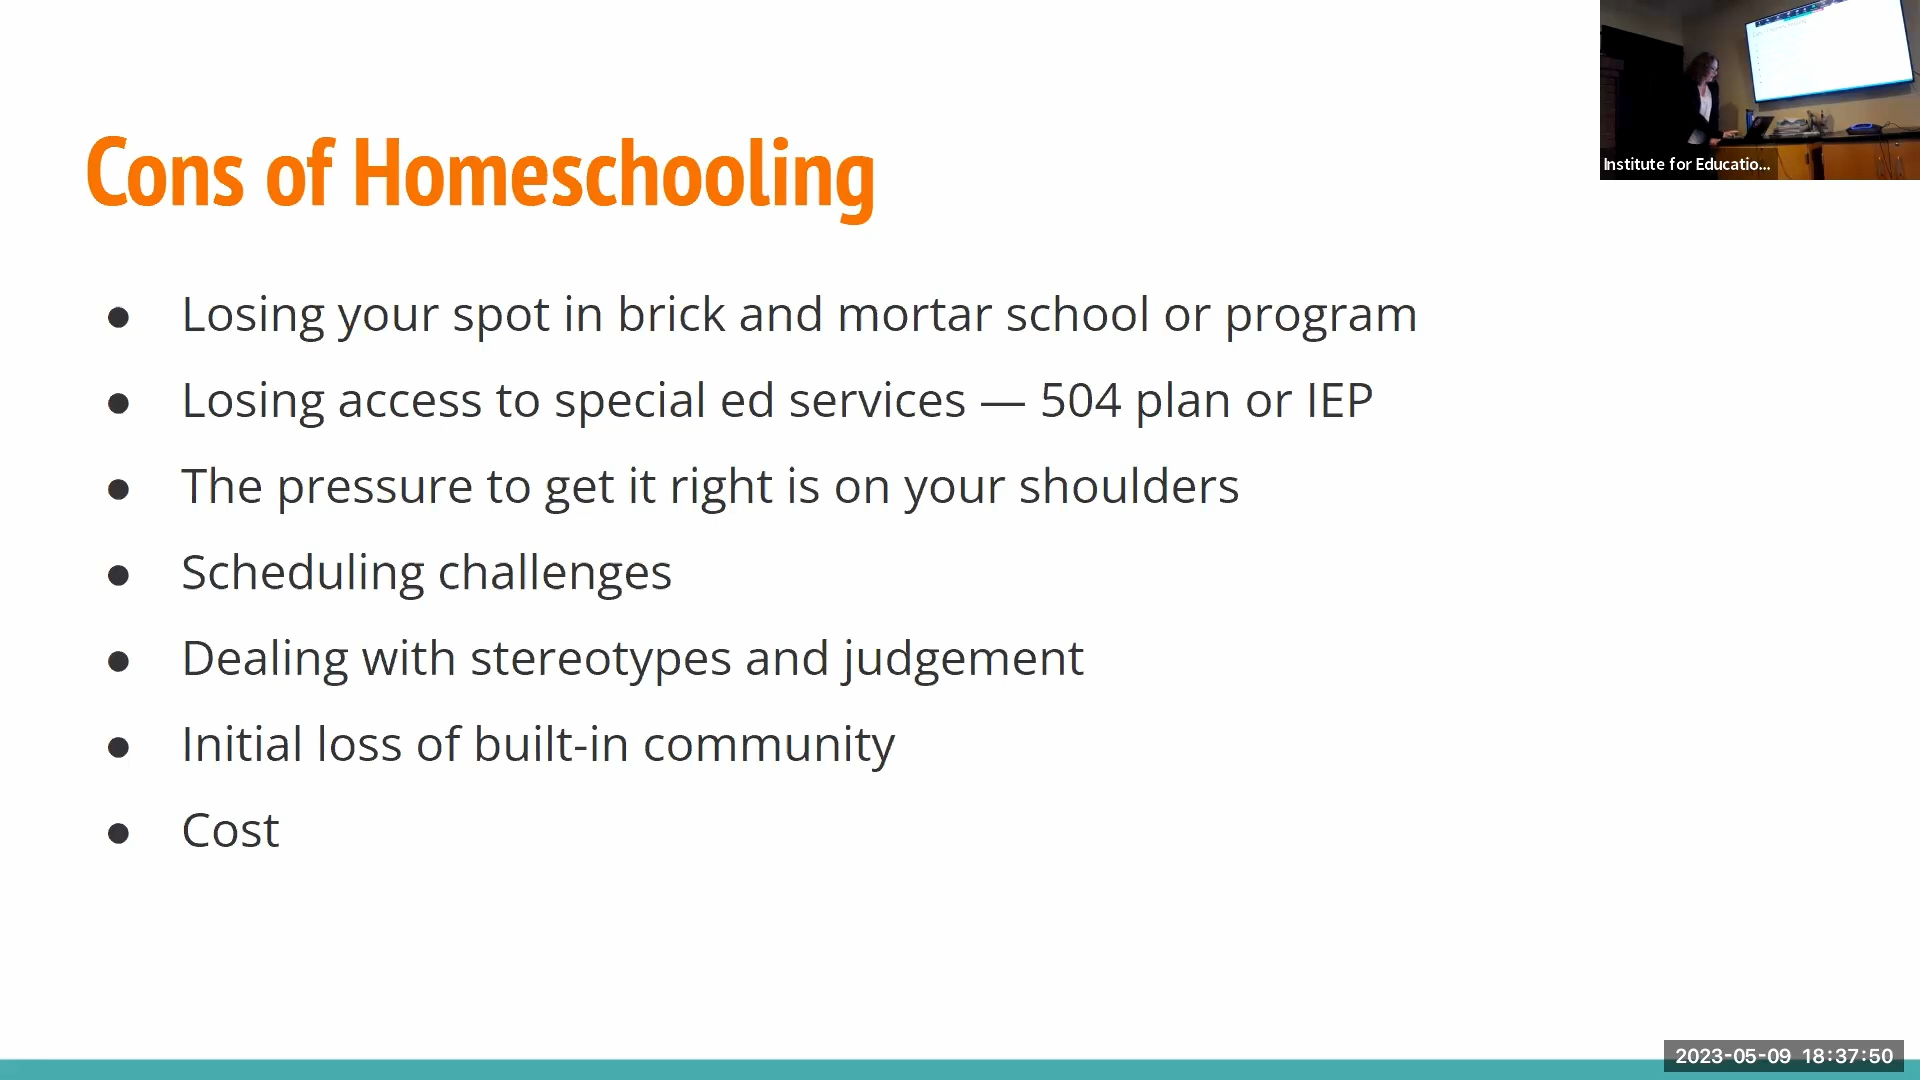 Cons of Homeschooling
● Losing your spot in brick and mortar school or program
● Losing access to special ed services — 504 plan or IEP
● The pressure to get it right is on your shoulders
● Scheduling challenges
● Dealing with stereotypes and judgement
● Initial loss of built-in community
● Cost
Institute for Educatio...
2023-05-09 18:37:50